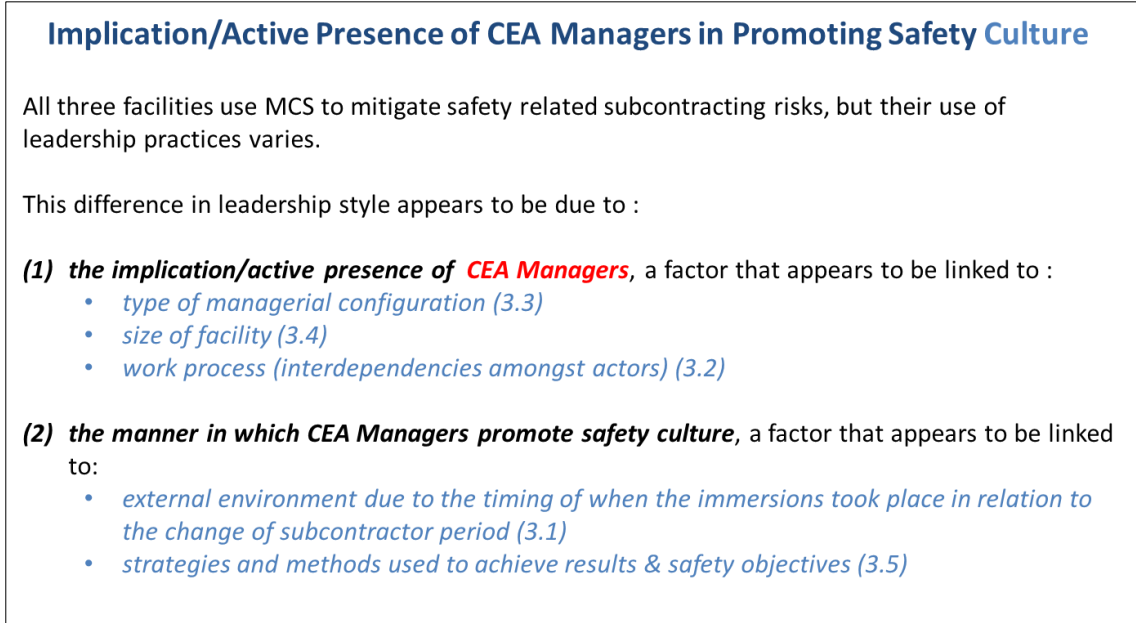 Implication/Active Presence of CEA Managers in Promoting Safety Culture
All three facilities use MCS to mitigate safety related subcontracting risks, but their use of
leadership practices varies.
This difference in leadership style appears to be due to :
(1) the implication/active presence of CEA Managers, a factor that appears to be linked to :
• type of managerial configuration (3.3)
• size of facility (3.4)
• work process (interdependencies amongst actors) (3.2)
(2) the manner in which CEA Managers promote safety culture, a factor that appears to be linked
to:
• external environment due to the timing of when the immersions took place in relation to
the change of subcontractor period (3.1)
• strategies and methods used to achieve results & safety objectives (3.5)